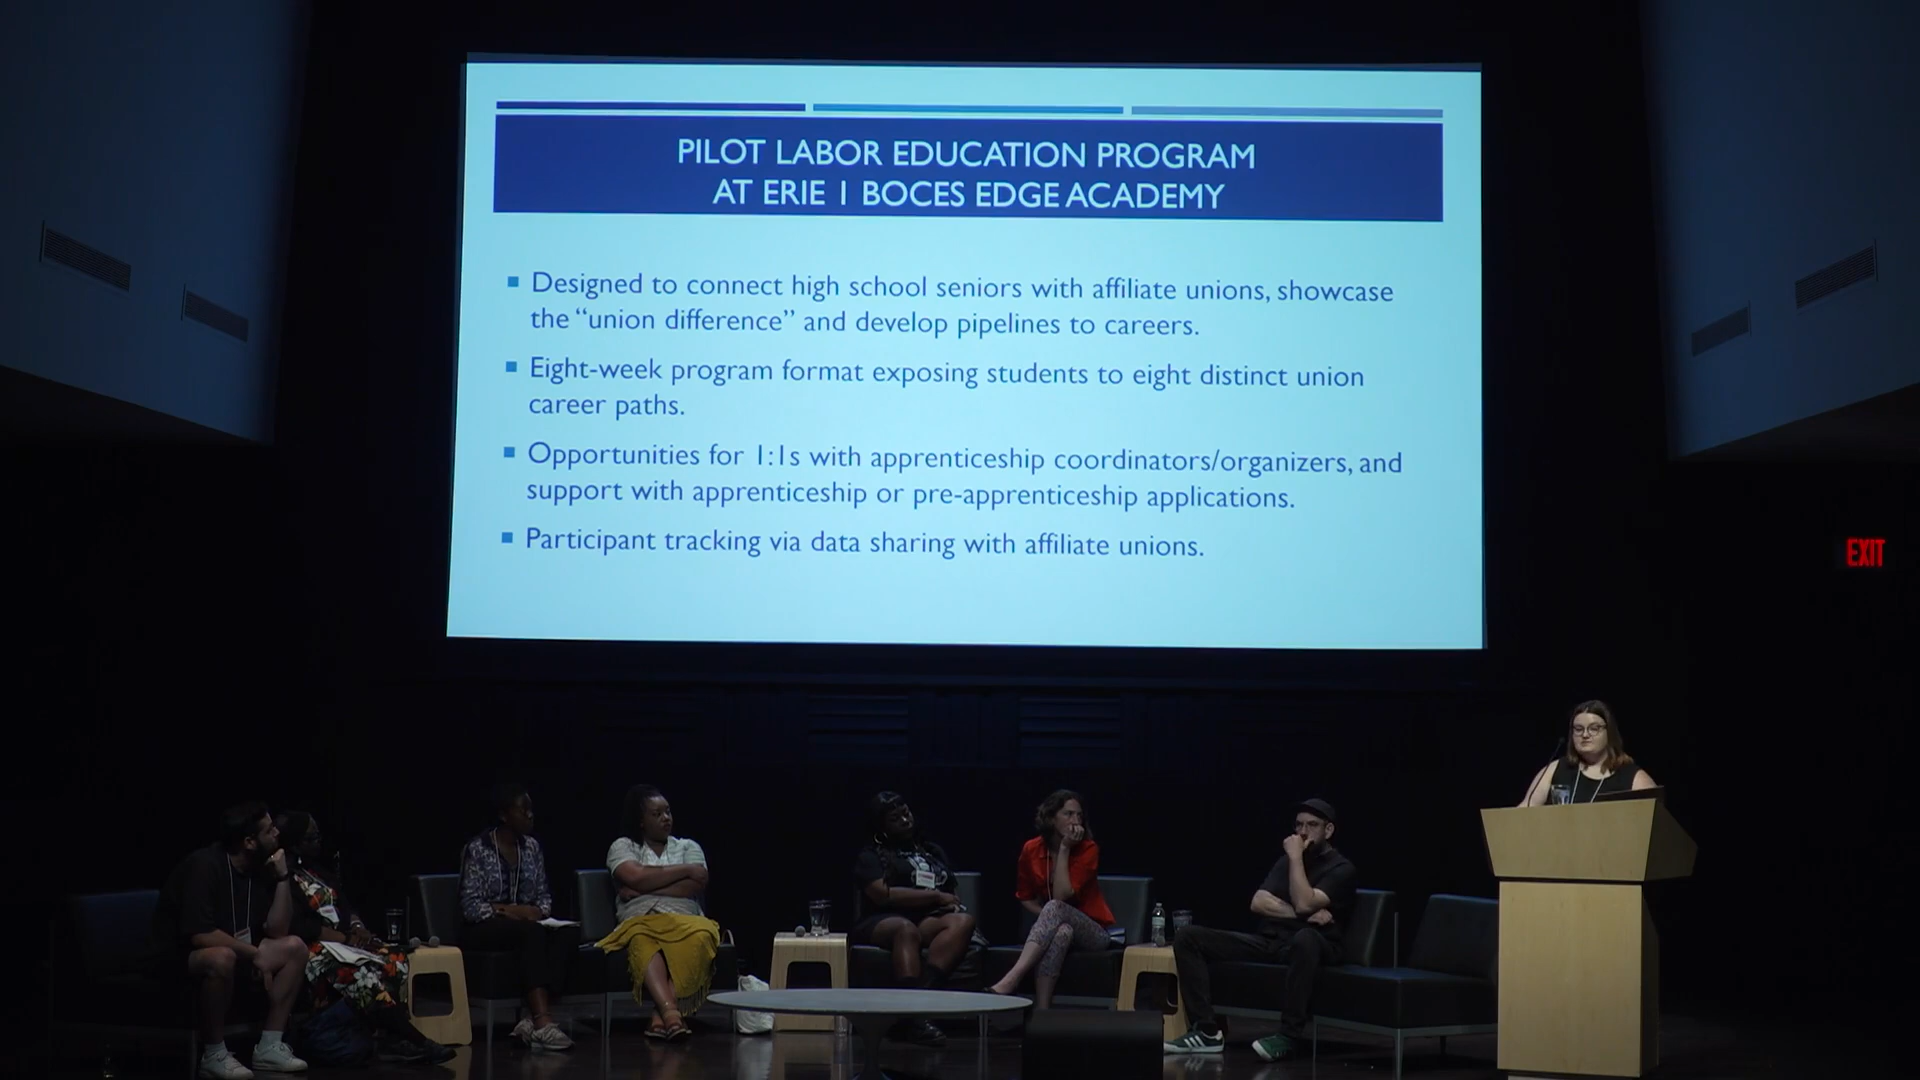 PILOT LABOR EDUCATION PROGRAM
AT ERIE 1 BOCES EDGE ACADEMY
Designed to connect high school seniors with affiliate unions, showcase
the “union difference” and develop pipelines to careers.
Eight-week program format exposing students to eight distinct union
career paths.
Opportunities for 1:1s with apprenticeship coordinators/organizers, and
support with apprenticeship or pre-apprenticeship applications.
Participant tracking via data sharing with affiliate unions.
EXIT